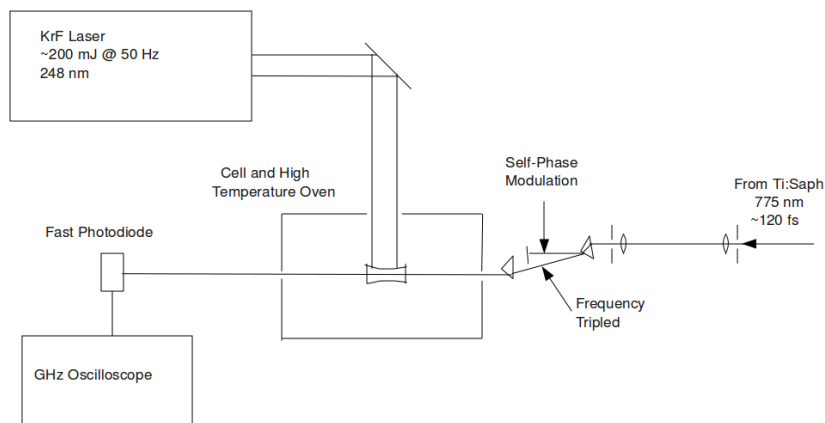 KrF Laser
~200 mJ @ 50 Hz
248 nm
Cell and High
Temperature Oven
Self-Phase
Modulation
From Ti:Saph
775 nm
~120 fs
Fast Photodiode
Frequency
Tripled
GHz Oscilloscope